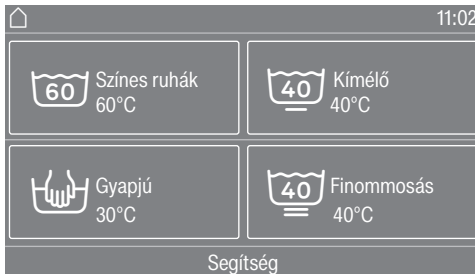 11:02
60
Színes ruhák
60°C
40
Kímélő
40°C
Gyapjú
30°C
40
Finommosás
40°C
Segítség